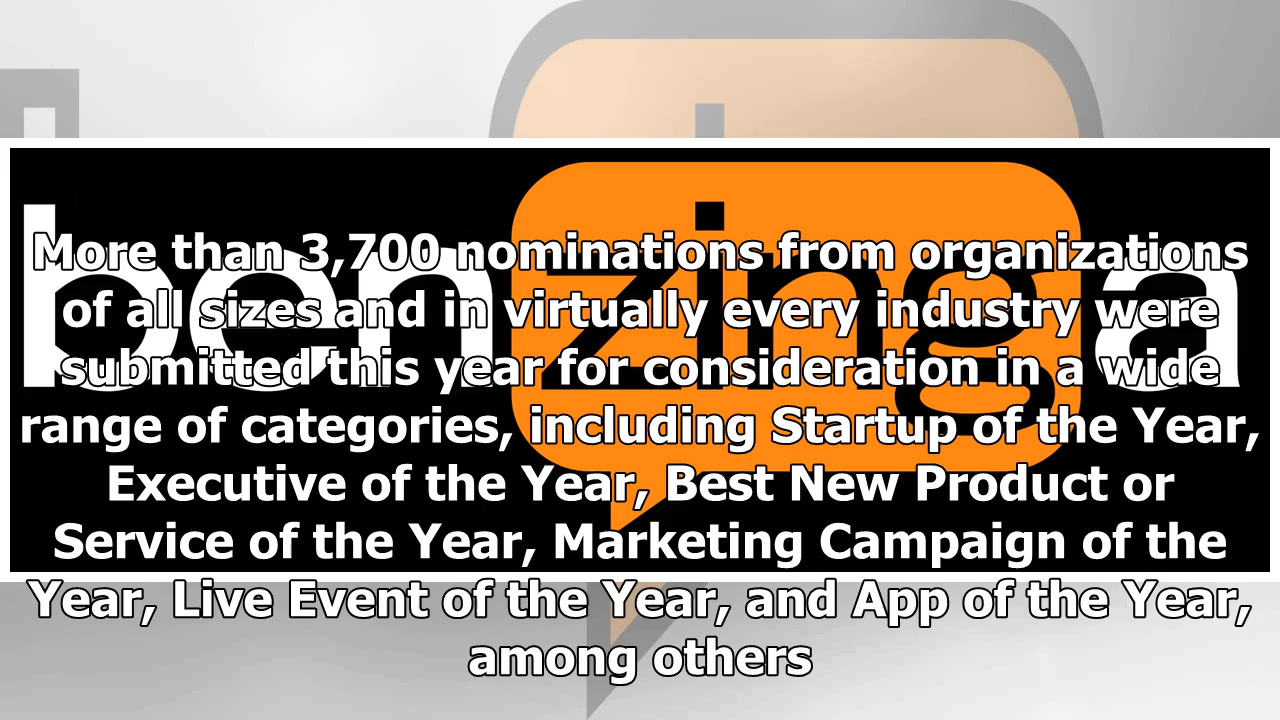 benzinga
More than 3,700 nominations from organizations
of all sizes and in virtually every industry were
submitted this year for consideration in a wide
range of categories, including Startup of the Year,
Executive of the Year, Best New Product or
Service of the Year, Marketing Campaign of the
Year, Live Event of the Year, and App of the Year,
among others